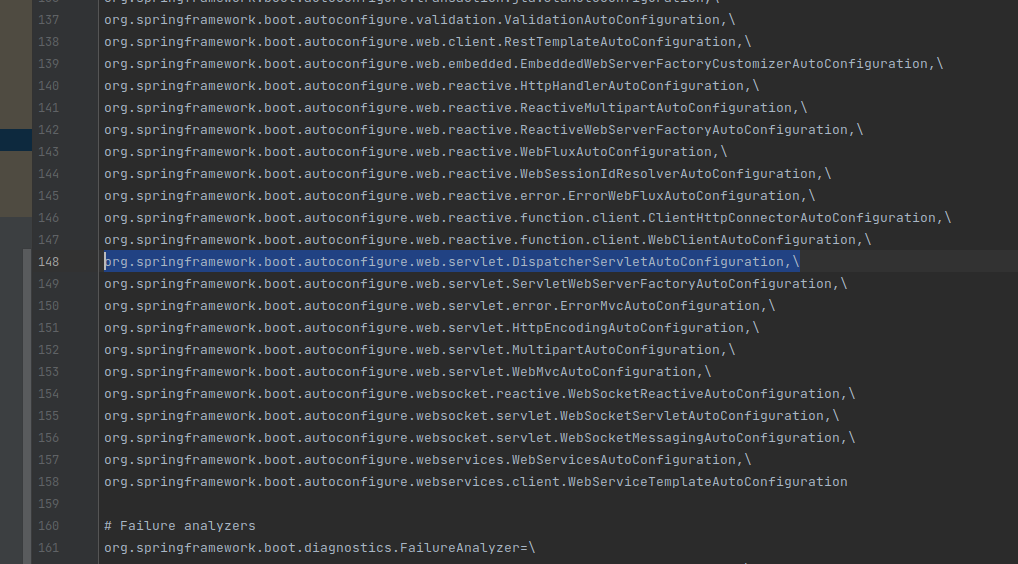 137 org.springframework.boot.autoconfigure.validation.ValidationAutoConfiguration,\
138 org.springframework.boot.autoconfigure.web.client.RestTemplateAutoConfiguration,\
139 org.springframework.boot.autoconfigure.web.embedded.EmbeddedWebServerFactoryCustomizerAutoConfiguration,\
140 org.springframework.boot.autoconfigure.web.reactive.HttpHandlerAutoConfiguration,\
141 org.springframework.boot.autoconfigure.web.reactive.ReactiveMultipartAutoConfiguration,\
142 org.springframework.boot.autoconfigure.web.reactive.ReactiveWebServerFactoryAutoConfiguration,\
143 org.springframework.boot.autoconfigure.web.reactive.WebFluxAutoConfiguration,\
144 org.springframework.boot.autoconfigure.web.reactive.WebSessionIdResolverAutoConfiguration,\
145 org.springframework.boot.autoconfigure.web.reactive.error.ErrorWebFluxAutoConfiguration,\
146 org.springframework.boot.autoconfigure.web.reactive.function.client.ClientHttpConnectorAutoConfiguration,\
147 org.springframework.boot.autoconfigure.web.reactive.function.client.WebClientAutoConfiguration,\
148 org.springframework.boot.autoconfigure.web.servlet.DispatcherServletAutoConfiguration,\
149 org.springframework.boot.autoconfigure.web.servlet.ServletWebServerFactoryAutoConfiguration,\
150 org.springframework.boot.autoconfigure.web.servlet.error.ErrorMvcAutoConfiguration,\
151 org.springframework.boot.autoconfigure.web.servlet.HttpEncodingAutoConfiguration,\
152 org.springframework.boot.autoconfigure.web.servlet.MultipartAutoConfiguration,\
153 org.springframework.boot.autoconfigure.web.servlet.WebMvcAutoConfiguration,\
154 org.springframework.boot.autoconfigure.websocket.reactive.WebSocketReactiveAutoConfiguration,\
155 org.springframework.boot.autoconfigure.websocket.servlet.WebSocketServletAutoConfiguration,\
156 org.springframework.boot.autoconfigure.websocket.servlet.WebSocketMessagingAutoConfiguration,\
157 org.springframework.boot.autoconfigure.webservices.WebServicesAutoConfiguration,\
158 org.springframework.boot.autoconfigure.webservices.client.WebServiceTemplateAutoConfiguration
159
160 # Failure analyzers
161 org.springframework.boot.diagnostics.FailureAnalyzer=\